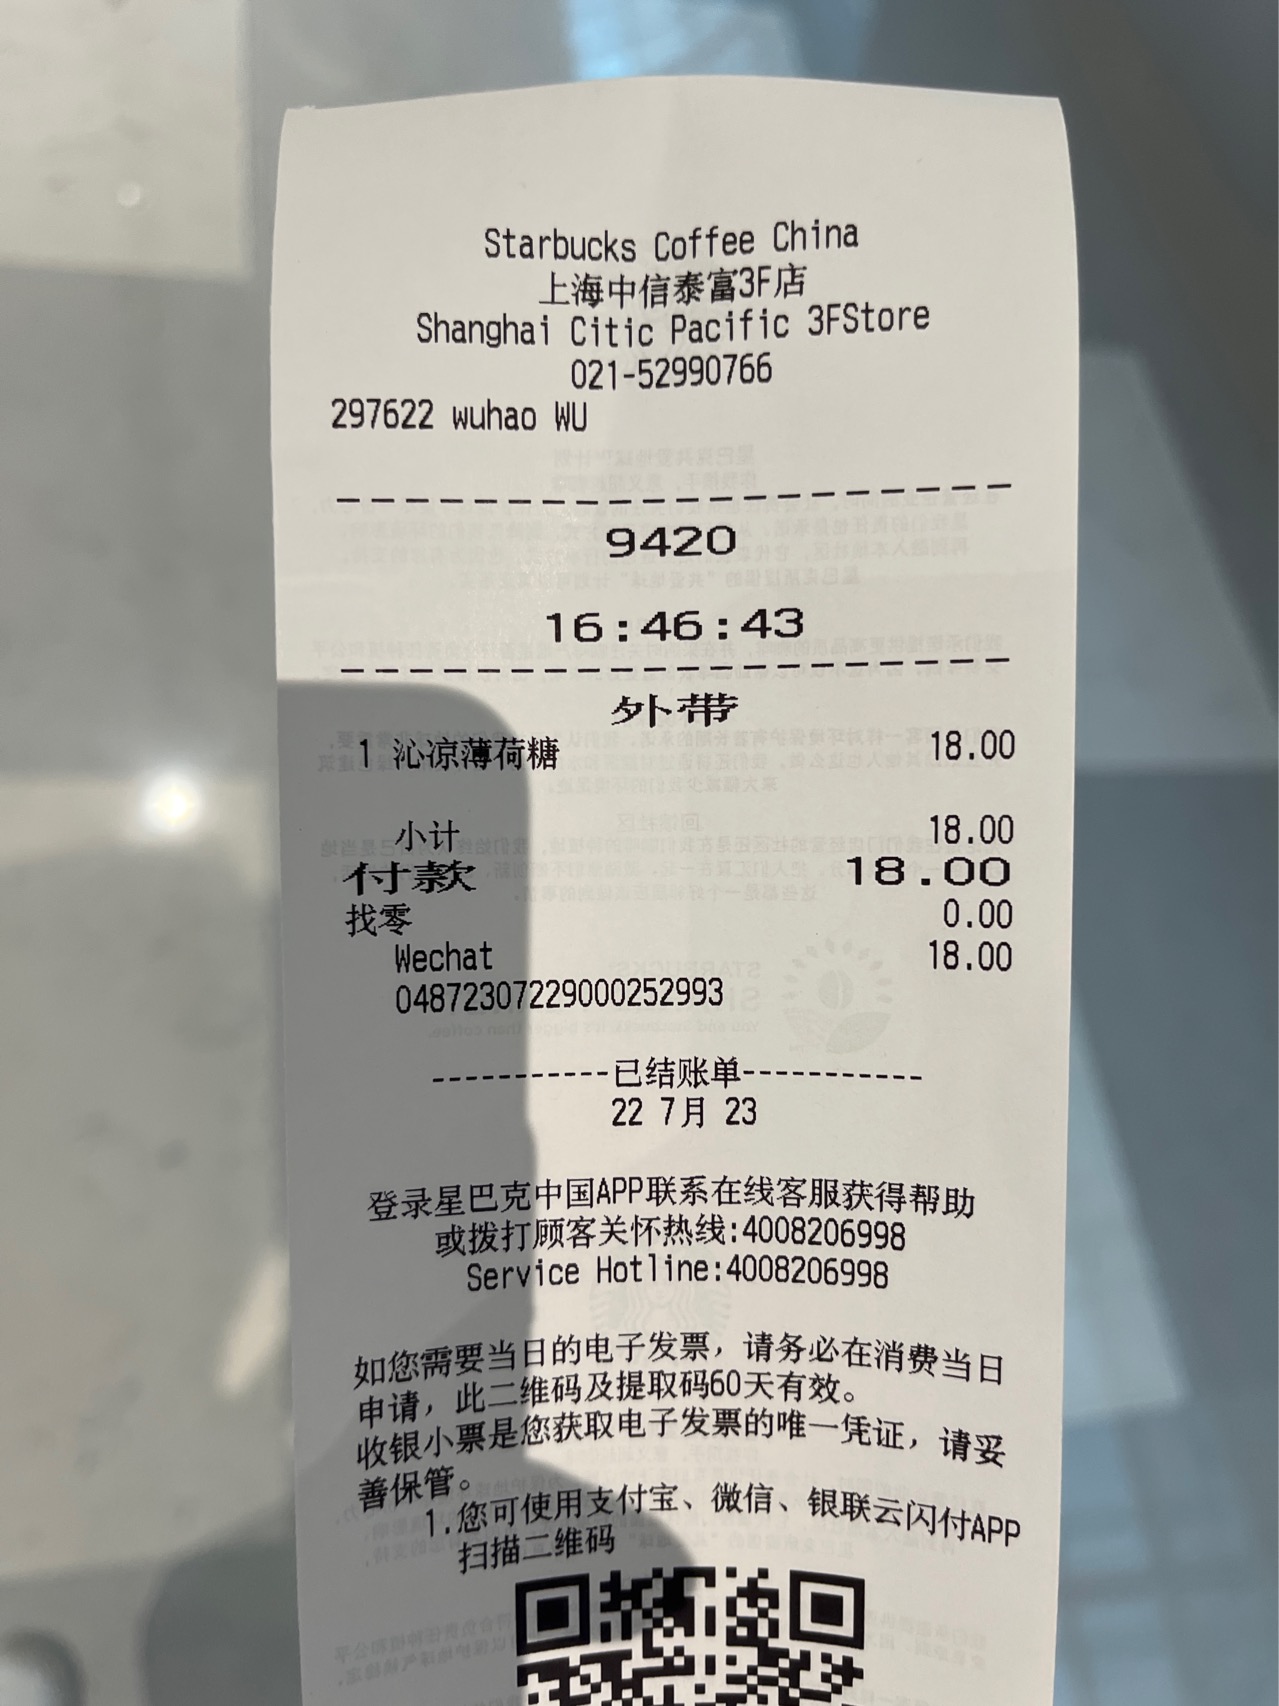 Starbucks Coffee China
上海中信泰富3F店
Shanghai Citic Pacific 3FStore
021-52990766
297622 wuhao WU
9420
16:46:43
外带
1 沁凉薄荷糖 18.00
小计 18.00
付款 18.00
找零 0.00
Wechat 18.00
04872307229000252993
-----------已结账单-----------
22 7月 23
登录星巴克中国APP联系在线客服获得帮助
或拨打顾客关怀热线:4008206998
Service Hotline:4008206998
如您需要当日的电子发票，请务必在消费当日
申请，此二维码及提取码60天有效。
收银小票是您获取电子发票的唯一凭证，请妥
善保管。
1.您可使用支付宝、微信、银联云闪付APP
扫描二维码